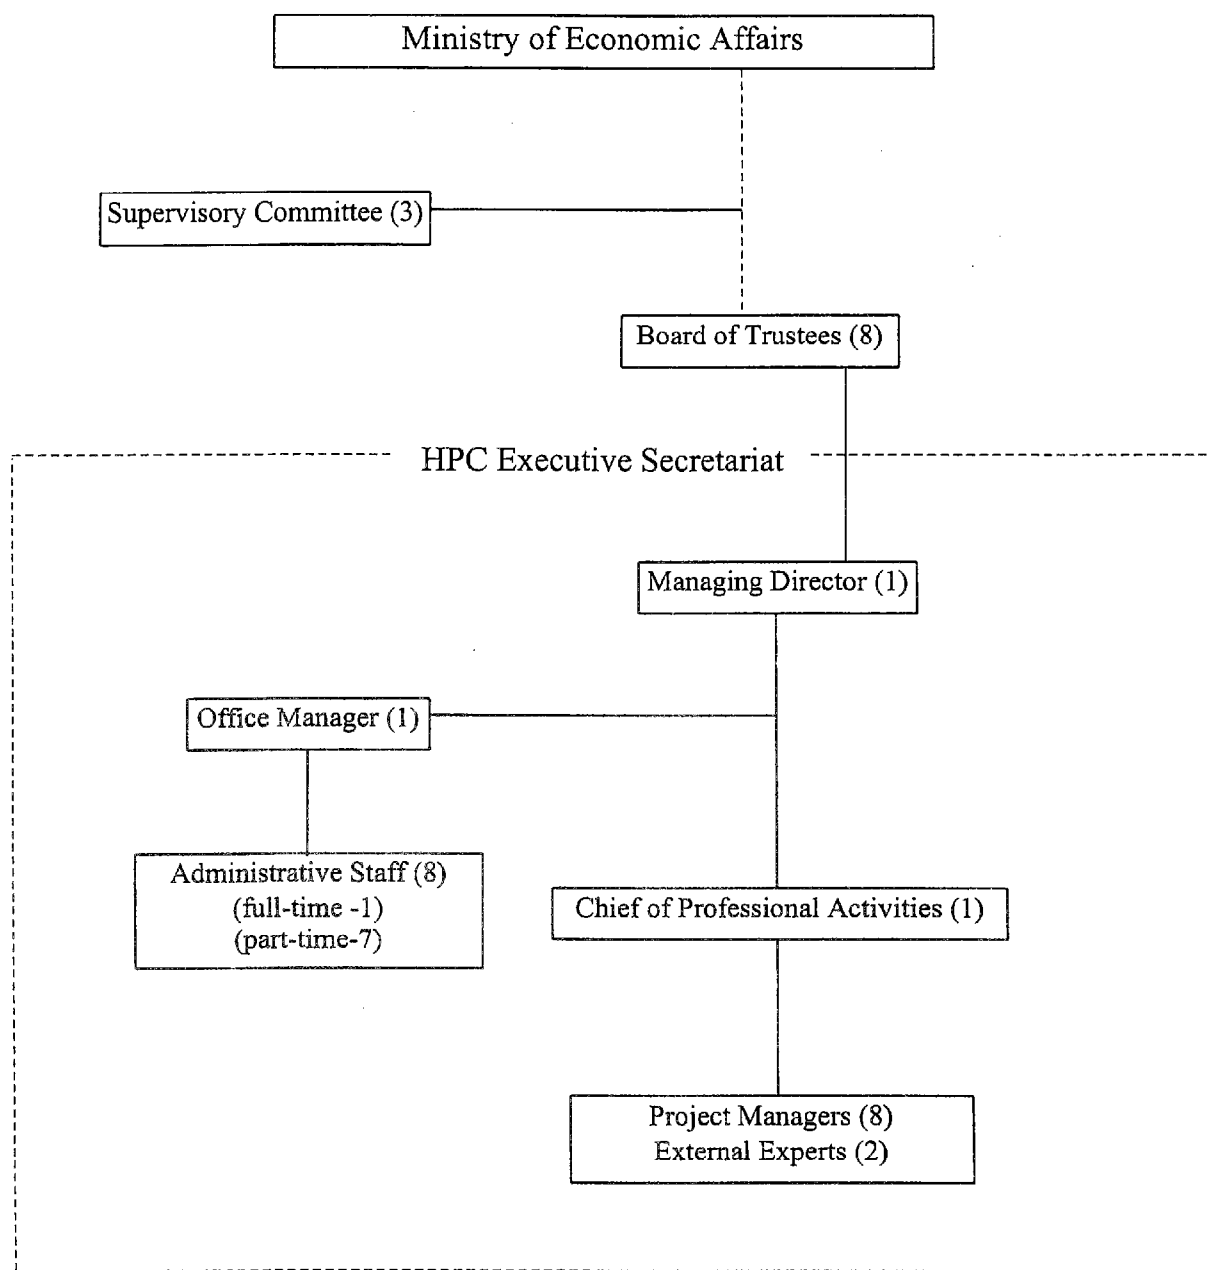 Ministry of Economic Affairs
Supervisory Committee (3)
Board of Trustees (8)
HPC Executive Secretariat
Managing Director (1)
Office Manager (1)
Administrative Staff (8)
(full-time -1)
(part-time-7)
Chief of Professional Activities (1)
Project Managers (8)
External Experts (2)